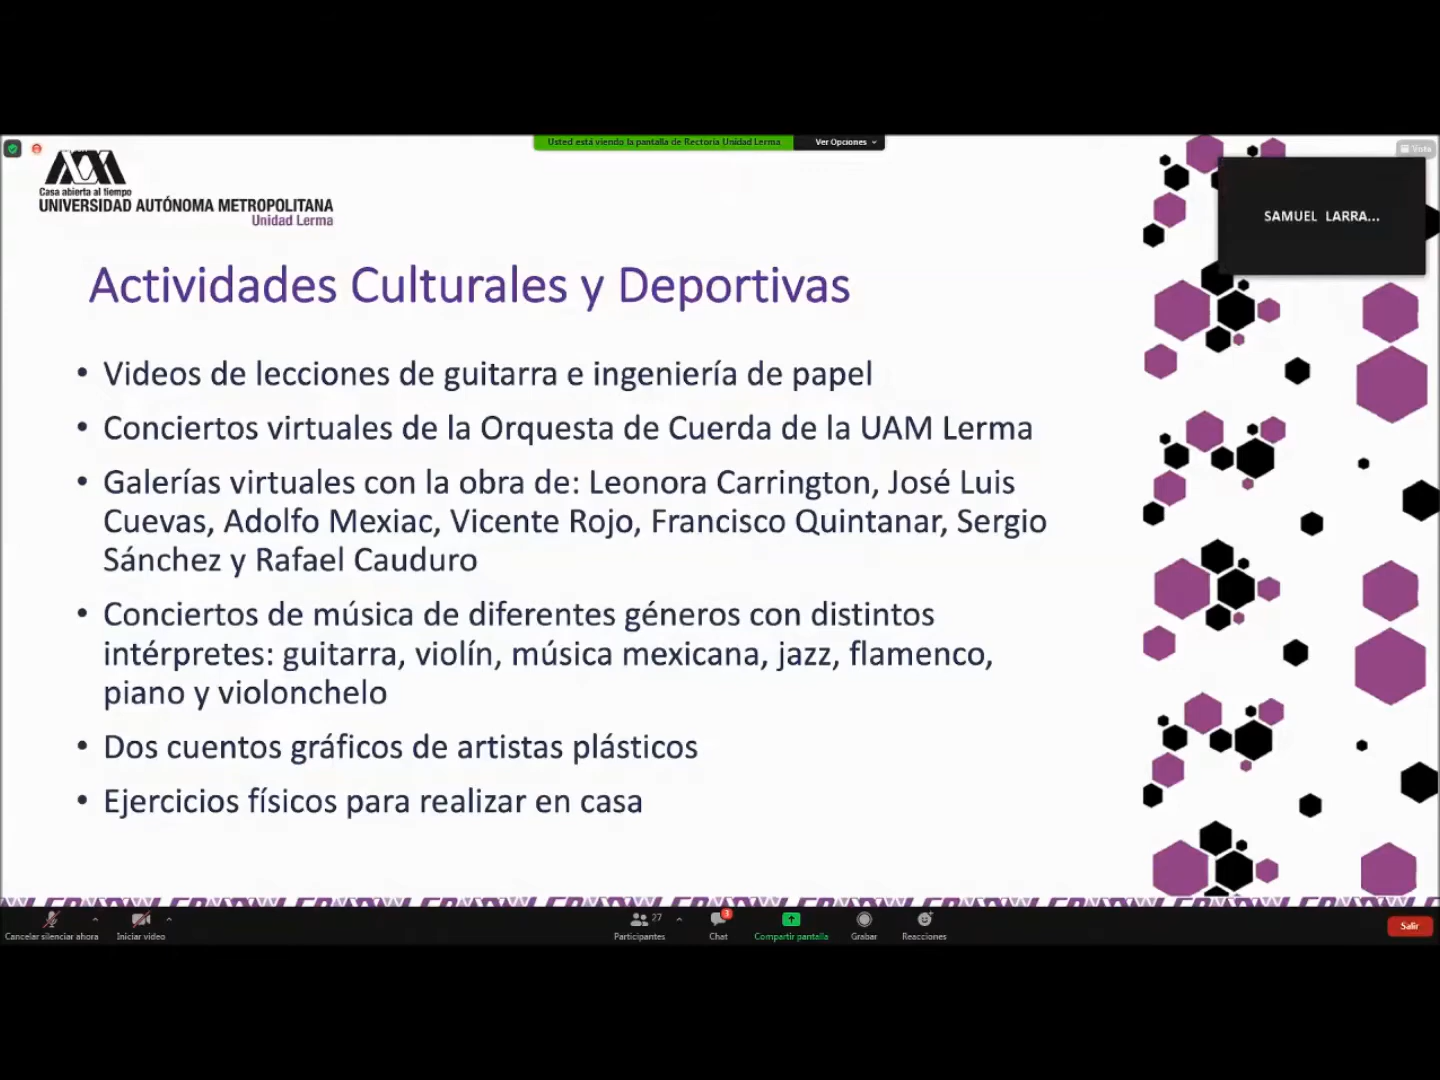 Usted está viendo la pantalla de Rectoría Unidad Lerma
Ver Opciones
Vista
Casa abierta al tiempo
UNIVERSIDAD AUTÓNOMA METROPOLITANA
Unidad Lerma
SAMUEL LARRA...
Actividades Culturales y Deportivas
• Videos de lecciones de guitarra e ingeniería de papel
• Conciertos virtuales de la Orquesta de Cuerda de la UAM Lerma
• Galerías virtuales con la obra de: Leonora Carrington, José Luis
Cuevas, Adolfo Mexiac, Vicente Rojo, Francisco Quintanar, Sergio
Sánchez y Rafael Cauduro
• Conciertos de música de diferentes géneros con distintos
intérpretes: guitarra, violín, música mexicana, jazz, flamenco,
piano y violonchelo
• Dos cuentos gráficos de artistas plásticos
• Ejercicios físicos para realizar en casa
27
3
Cancelar silenciar ahora
Iniciar video
Participantes
Chat
Compartir pantalla
Grabar
Reacciones
Salir